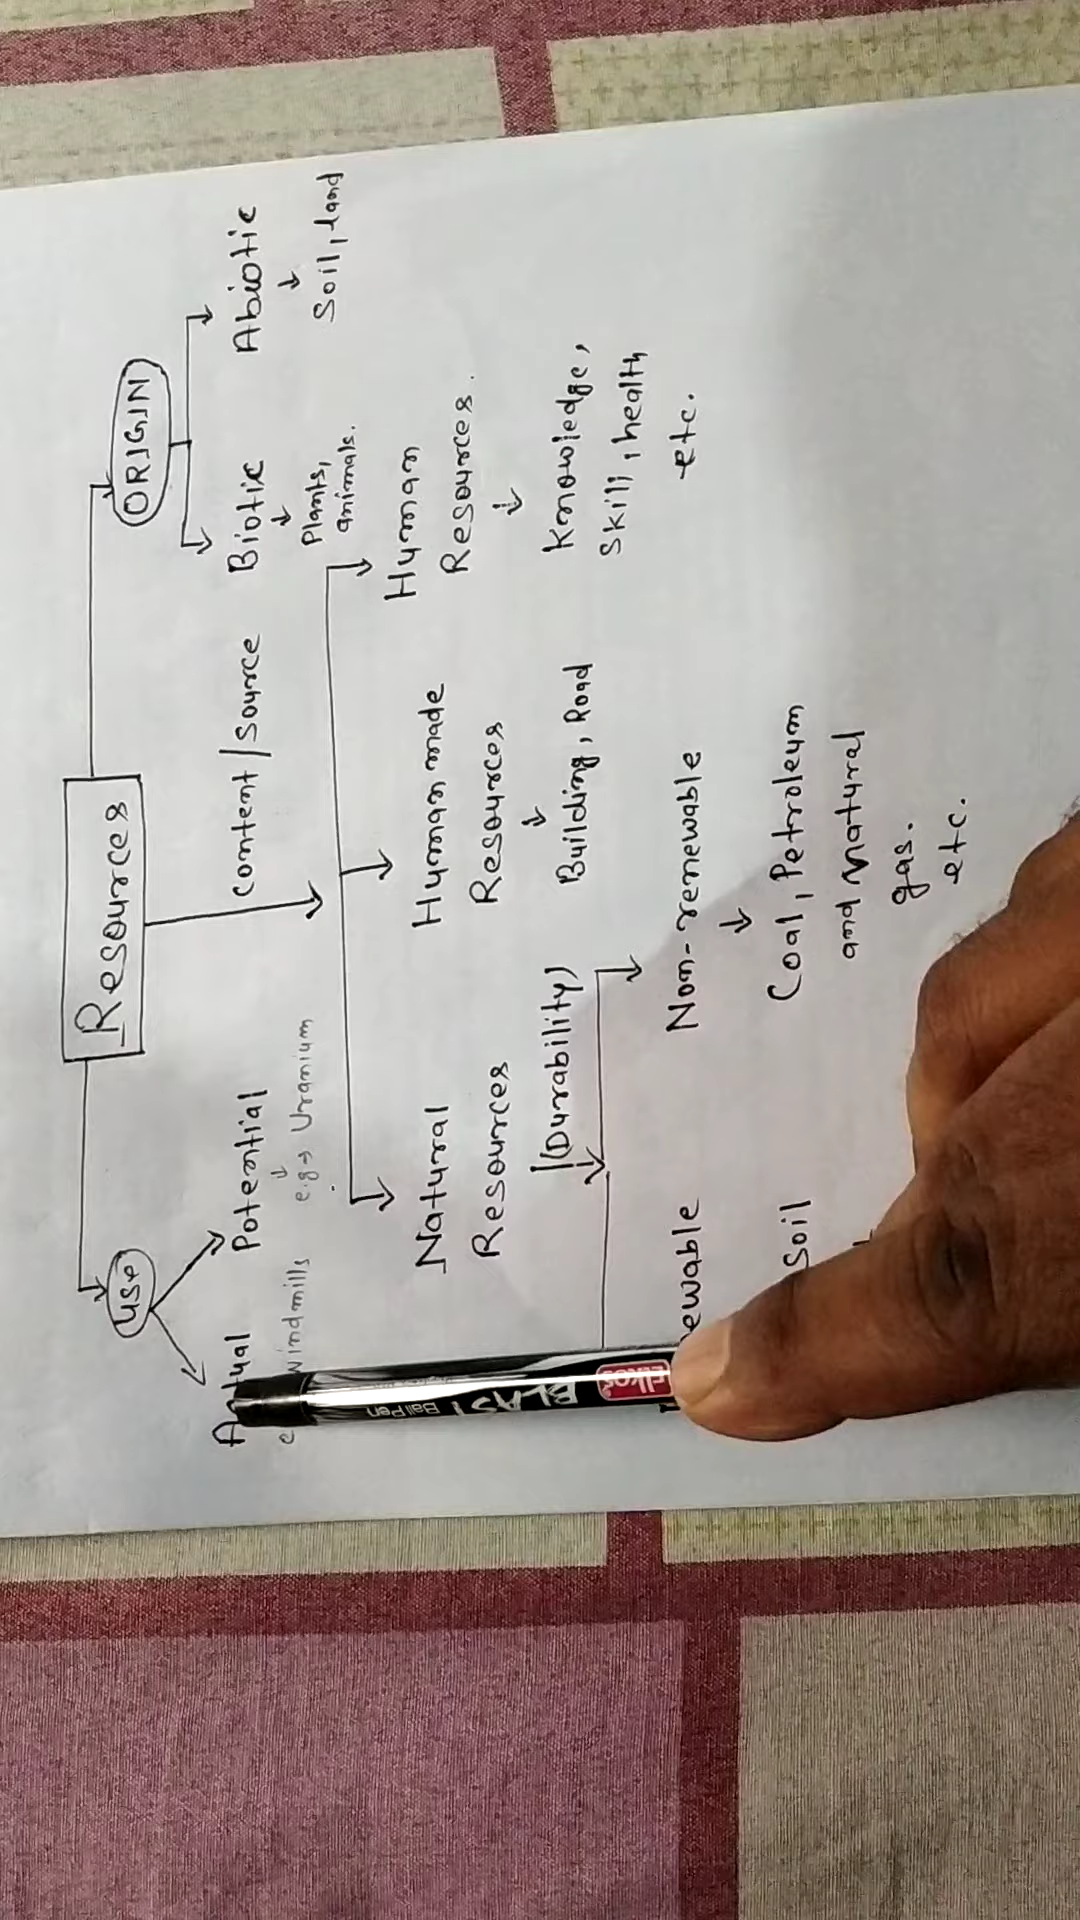 Resources
USE
ORIGIN
Content/Source
Actual
Potential
Biotic
Abiotic
windmills
e.g → Uranium
Plants,
animals.
Soil, land
Natural
Resources
Human made
Resources
Human
Resources.
(Durability)
Building, Road
Knowledge,
Skill, health
etc.
Non-renewable
Soil
Coal, Petroleum
and natural
gas.
etc.
Elkos
BLAST Ball Pen